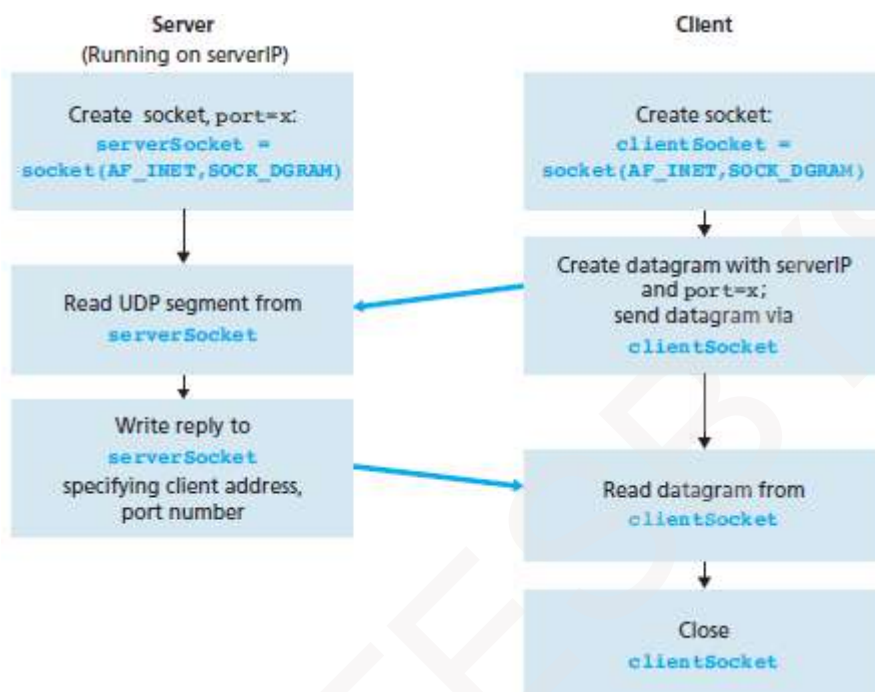 Server
(Running on serverIP)
Create socket, port=x:
serverSocket =
socket(AF_INET,SOCK_DGRAM)
Read UDP segment from
serverSocket
Write reply to
serverSocket
specifying client address,
port number
Client
Create socket:
clientSocket =
socket(AF_INET,SOCK_DGRAM)
Create datagram with serverIP
and port=x;
send datagram via
clientSocket
Read datagram from
clientSocket
Close
clientSocket